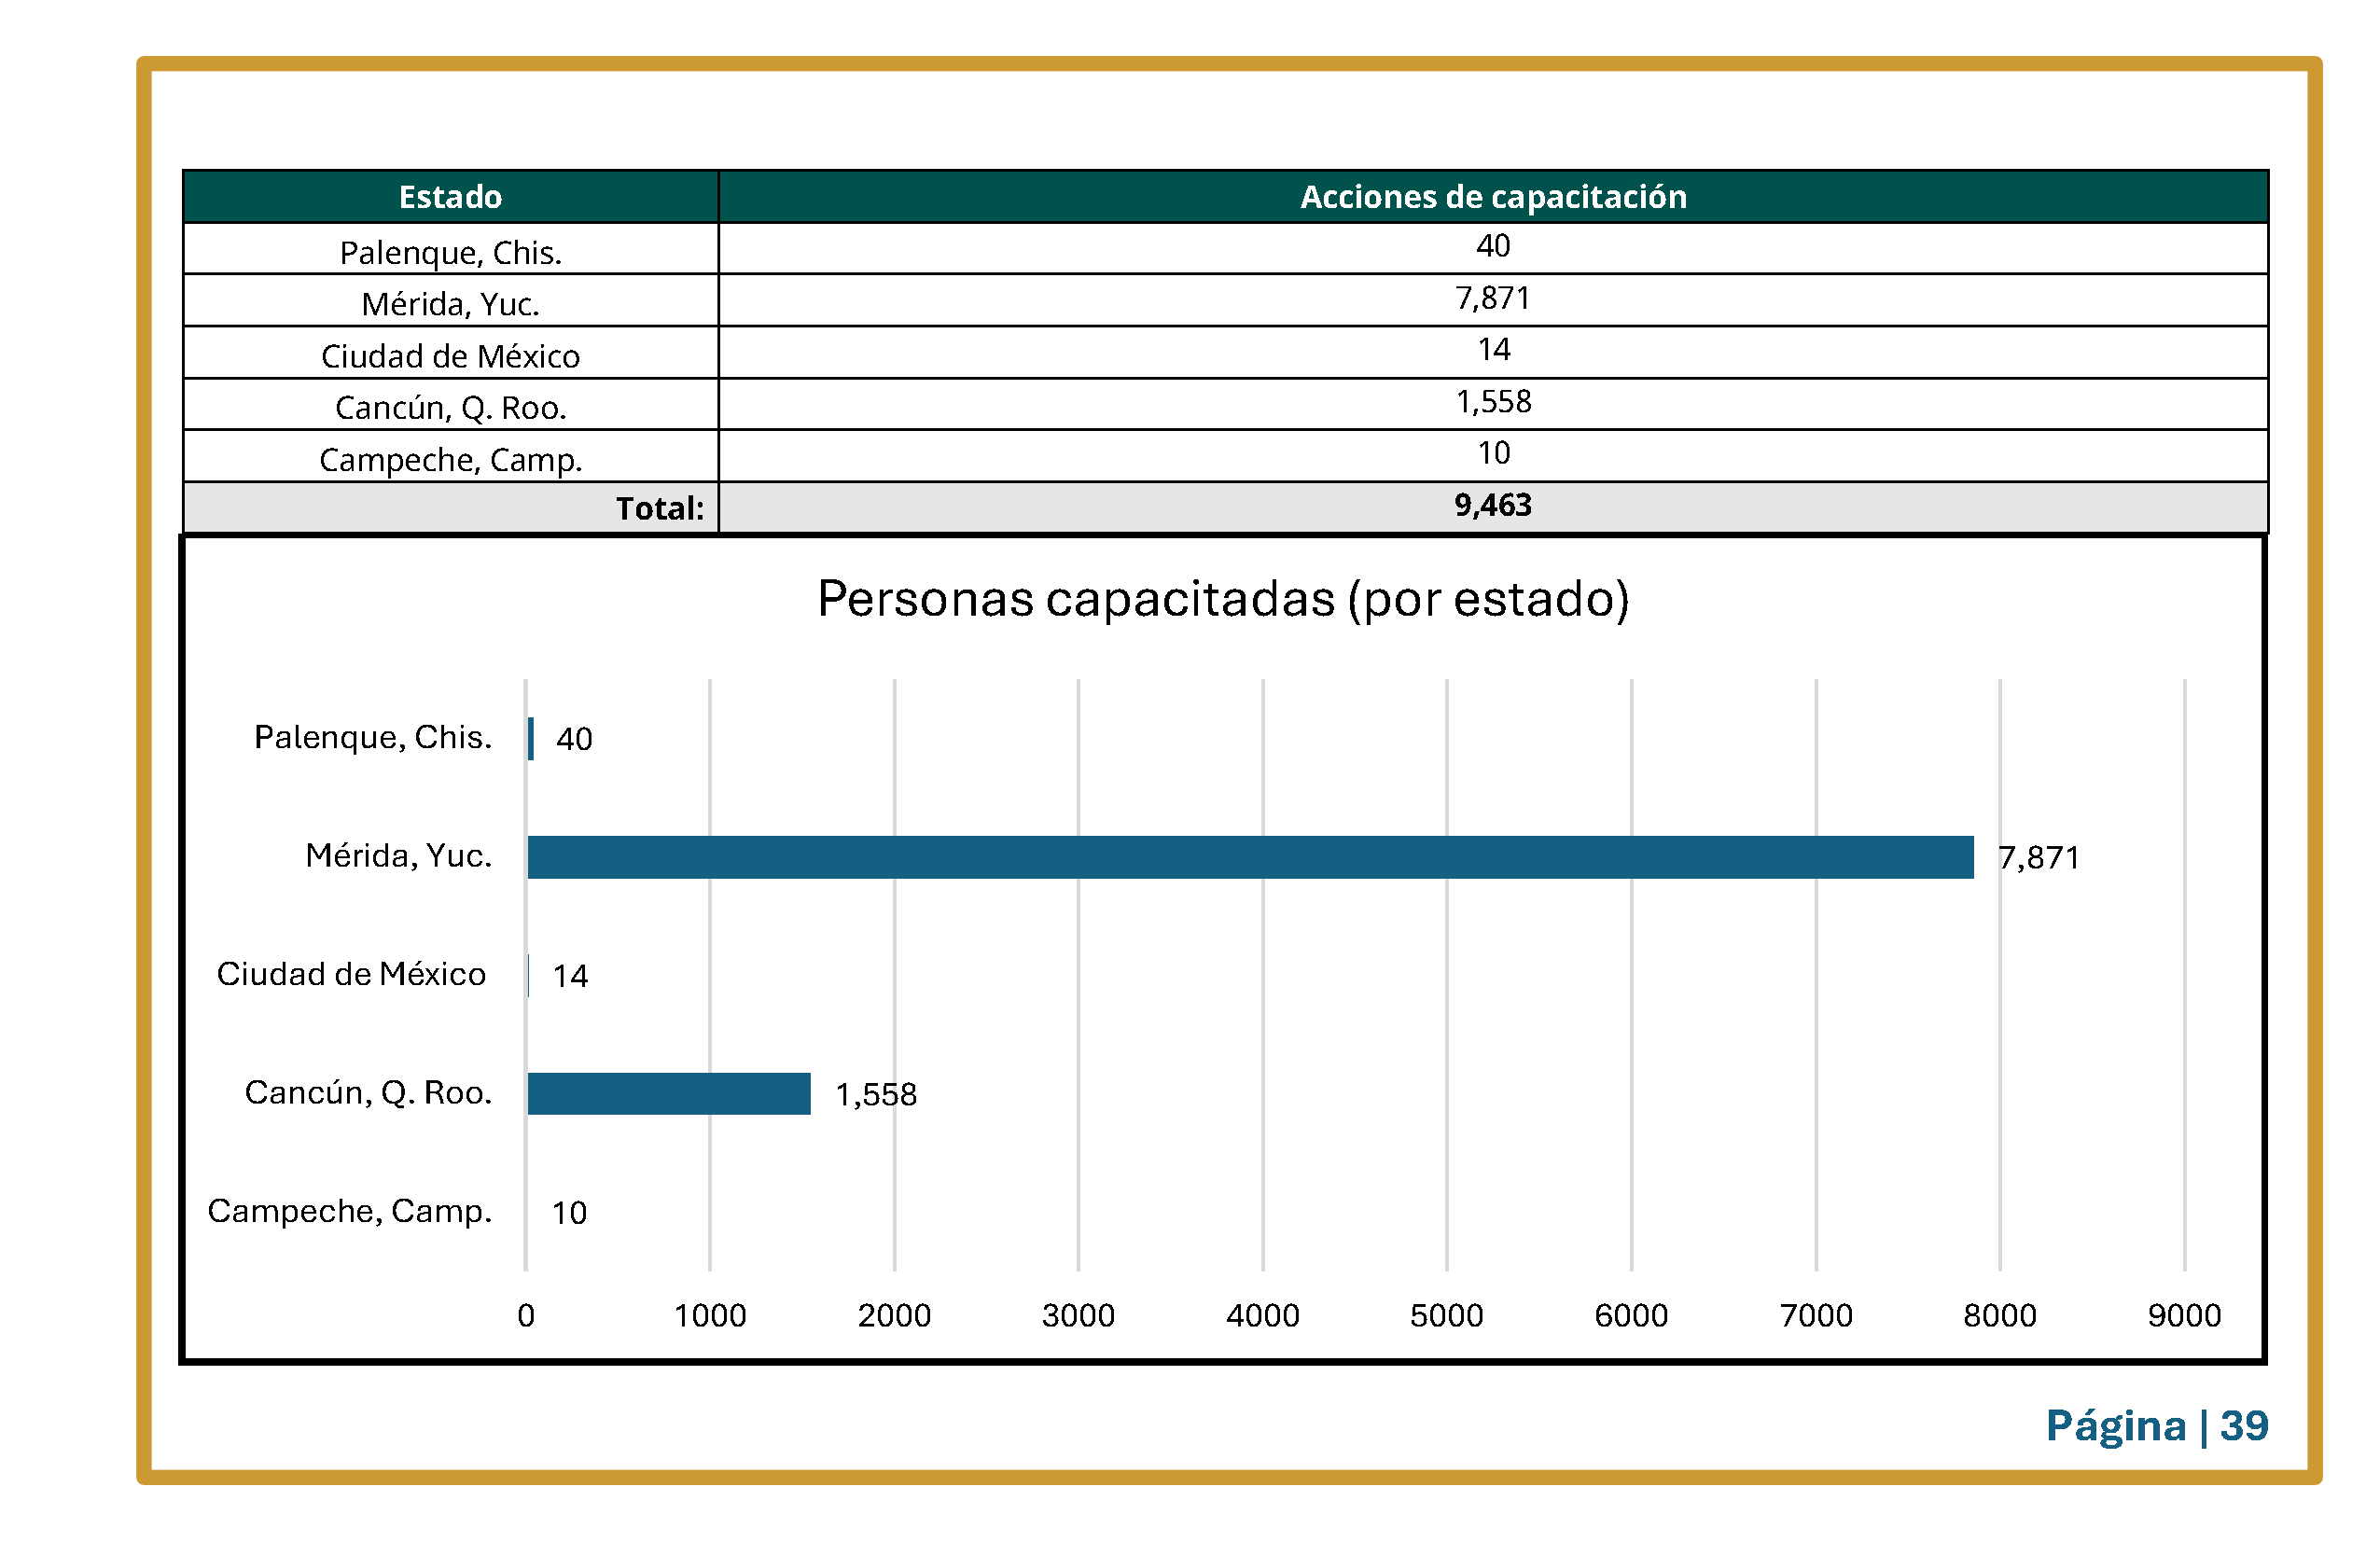 Estado Acciones de capacitación
Palenque, Chis. 40
Mérida, Yuc. 7,871
Ciudad de México 14
Cancún, Q. Roo. 1,558
Campeche, Camp. 10
Total: 9,463
Personas capacitadas (por estado)
Palenque, Chis. 40
Mérida, Yuc. 7,871
Ciudad de México 14
Cancún, Q. Roo. 1,558
Campeche, Camp. 10
0 1000 2000 3000 4000 5000 6000 7000 8000 9000
Página | 39